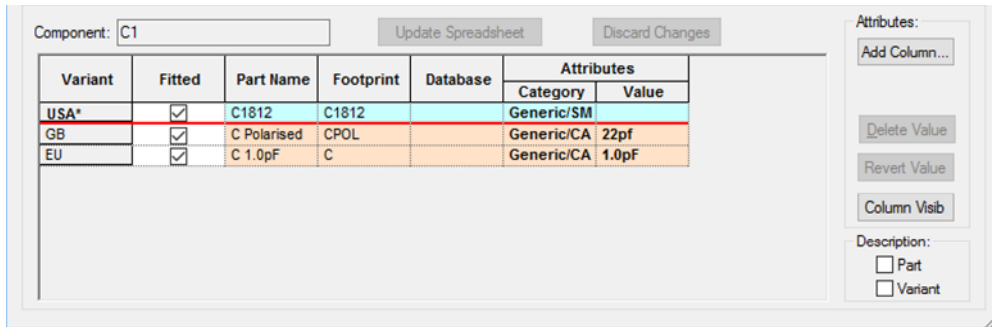 Component: C1 Update Spreadsheet Discard Changes
Variant Fitted Part Name Footprint Database Attributes
Category Value
USA* C1812 C1812 Generic/SM
GB C Polarised CPOL Generic/CA 22pf
EU C 1.0pF C Generic/CA 1.0pF
Attributes:
Add Column...
Delete Value
Revert Value
Column Visib
Description:
Part
Variant